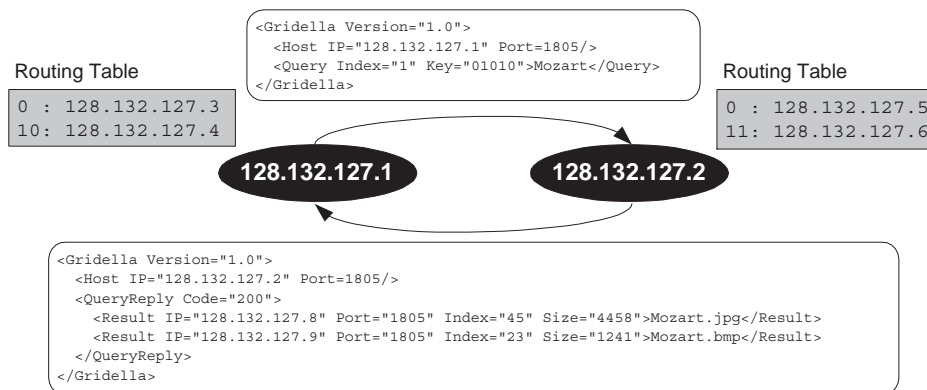 <Gridella Version="1.0">
<Host IP="128.132.127.1" Port=1805/>
<Query Index="1" Key="01010">Mozart</Query>
</Gridella>
Routing Table
0 : 128.132.127.3
10: 128.132.127.4
Routing Table
0 : 128.132.127.5
11: 128.132.127.6
128.132.127.1
128.132.127.2
<Gridella Version="1.0">
<Host IP="128.132.127.2" Port=1805/>
<QueryReply Code="200">
<Result IP="128.132.127.8" Port="1805" Index="45" Size="4458">Mozart.jpg</Result>
<Result IP="128.132.127.9" Port="1805" Index="23" Size="1241">Mozart.bmp</Result>
</QueryReply>
</Gridella>